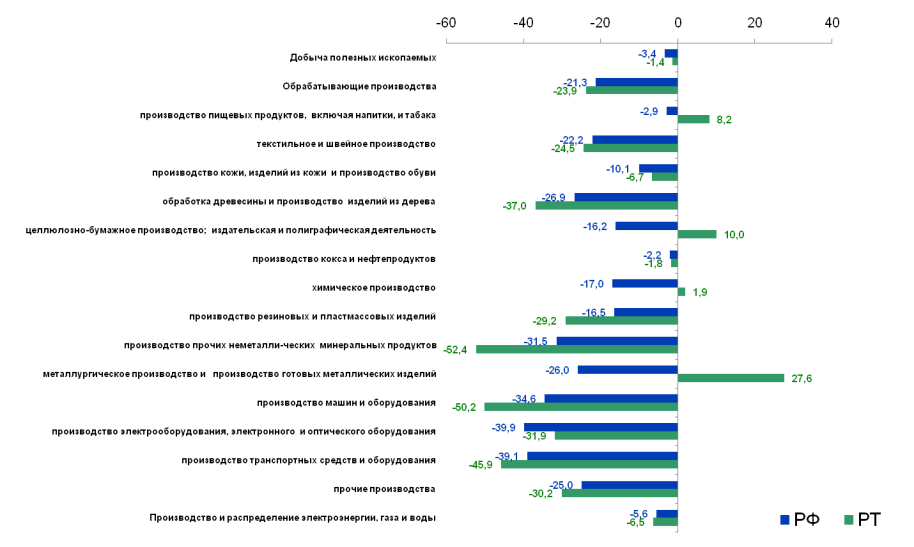 -60 -40 -20 0 20 40
Добыча полезных ископаемых -3,4
-1,4
Обрабатывающие производства -21,3
-23,9
производство пищевых продуктов, включая напитки, и табака -2,9
8,2
текстильное и швейное производство -22,2
-24,5
производство кожи, изделий из кожи и производство обуви -10,1
-6,7
обработка древесины и производство изделий из дерева -26,9
-37,0
целлюлозно-бумажное производство; издательская и полиграфическая деятельность -16,2
10,0
производство кокса и нефтепродуктов -2,2
-1,8
химическое производство -17,0
1,9
производство резиновых и пластмассовых изделий -16,5
-29,2
производство прочих неметалли-ческих минеральных продуктов -31,5
-52,4
металлургическое производство и производство готовых металлических изделий -26,0
27,6
производство машин и оборудования -34,6
-50,2
производство электрооборудования, электронного и оптического оборудования -39,9
-31,9
производство транспортных средств и оборудования -39,1
-45,9
прочие производства -25,0
-30,2
Производство и распределение электроэнергии, газа и воды -5,6
-6,5
РФ РТ